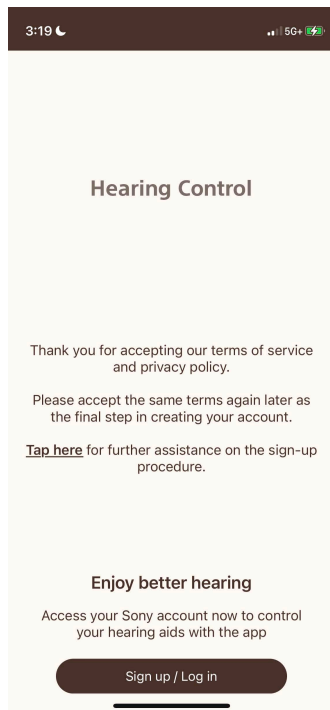 3:19
5G+
Hearing Control
Thank you for accepting our terms of service
and privacy policy.
Please accept the same terms again later as
the final step in creating your account.
Tap here for further assistance on the sign-up
procedure.
Enjoy better hearing
Access your Sony account now to control
your hearing aids with the app
Sign up / Log in